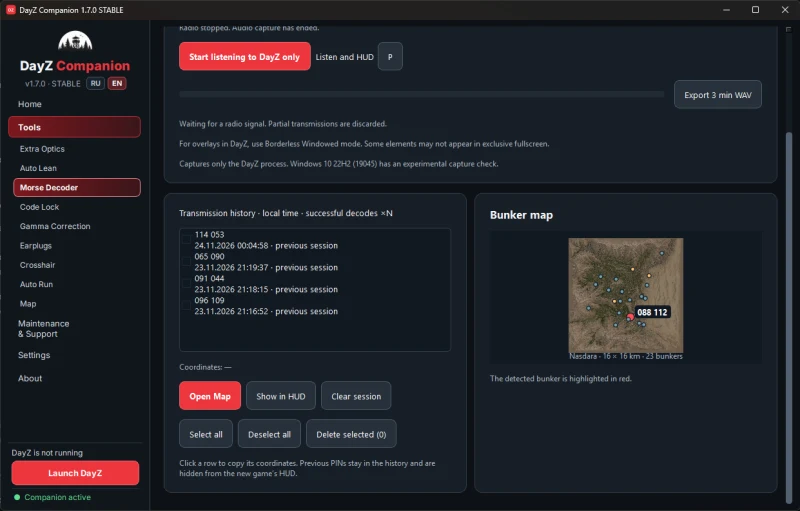 DZ DayZ Companion 1.7.0 STABLE
Radio stopped. Audio capture has ended.
DayZ Companion
v1.7.0 · STABLE RU EN
Home
Tools
Extra Optics
Auto Lean
Morse Decoder
Code Lock
Gamma Correction
Earplugs
Crosshair
Auto Run
Map
Maintenance
& Support
Settings
About
DayZ is not running
Launch DayZ
Companion active
Start listening to DayZ only Listen and HUD P
Export 3 min WAV
Waiting for a radio signal. Partial transmissions are discarded.
For overlays in DayZ, use Borderless Windowed mode. Some elements may not appear in exclusive fullscreen.
Captures only the DayZ process. Windows 10 22H2 (19045) has an experimental capture check.
Transmission history · local time · successful decodes ×N
114 053
24.11.2026 00:04:58 · previous session
065 090
23.11.2026 21:19:37 · previous session
091 044
23.11.2026 21:18:15 · previous session
096 109
23.11.2026 21:16:52 · previous session
Coordinates: —
Open Map Show in HUD Clear session
Select all Deselect all Delete selected (0)
Click a row to copy its coordinates. Previous PINs stay in the history and are
hidden from the new game's HUD.
Bunker map
088 112
Nasdara · 16 × 16 km · 23 bunkers
The detected bunker is highlighted in red.